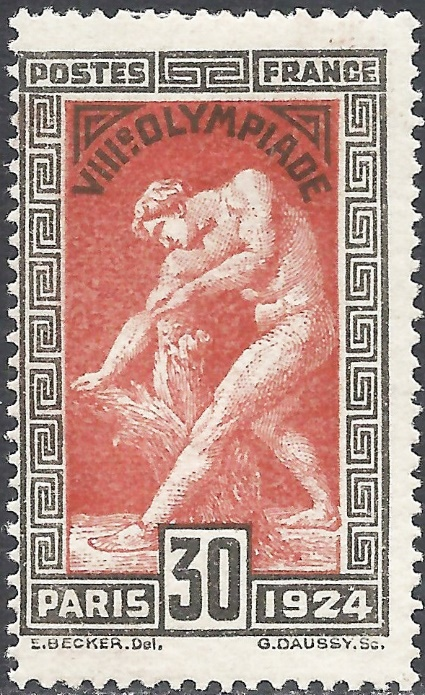 POSTES FRANCE
VIIIe OLYMPIADE
PARIS 30 1924
E.BECKER.Del. G.DAUSSY.Sc.